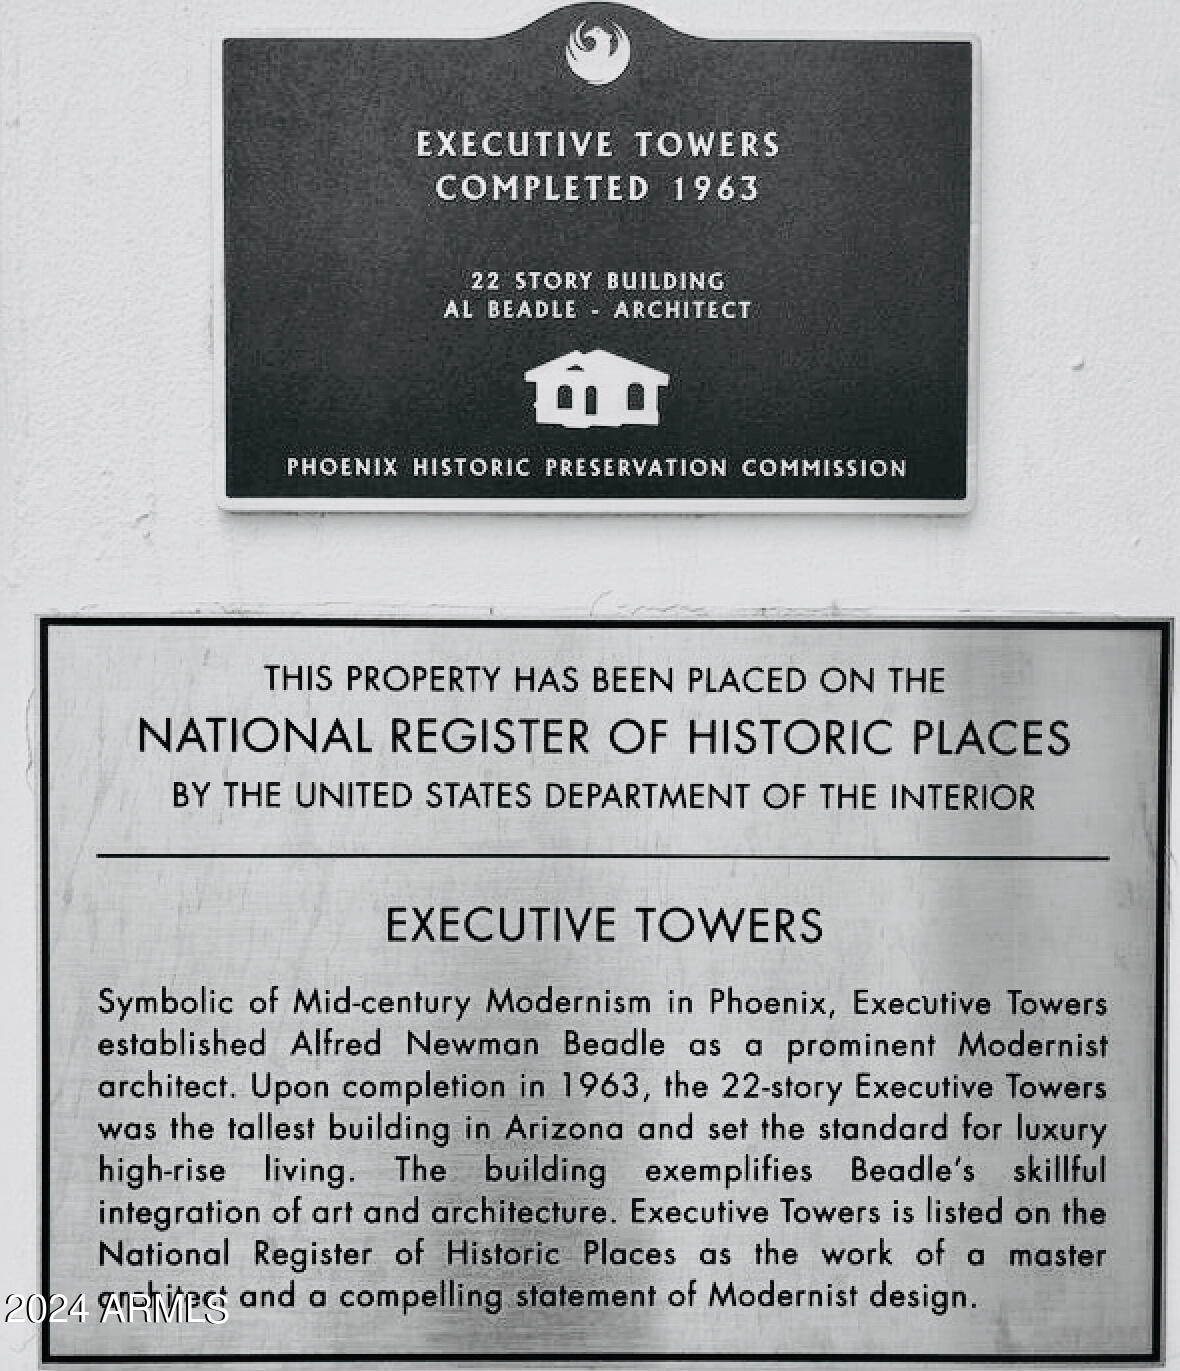 EXECUTIVE TOWERS
COMPLETED 1963
22 STORY BUILDING
AL BEADLE - ARCHITECT
PHOENIX HISTORIC PRESERVATION COMMISSION
THIS PROPERTY HAS BEEN PLACED ON THE
NATIONAL REGISTER OF HISTORIC PLACES
BY THE UNITED STATES DEPARTMENT OF THE INTERIOR
EXECUTIVE TOWERS
Symbolic of Mid-century Modernism in Phoenix, Executive Towers
established Alfred Newman Beadle as a prominent Modernist
architect. Upon completion in 1963, the 22-story Executive Towers
was the tallest building in Arizona and set the standard for luxury
high-rise living. The building exemplifies Beadle's skillful
integration of art and architecture. Executive Towers is listed on the
National Register of Historic Places as the work of a master
architect and a compelling statement of Modernist design.
2024 ARMLS